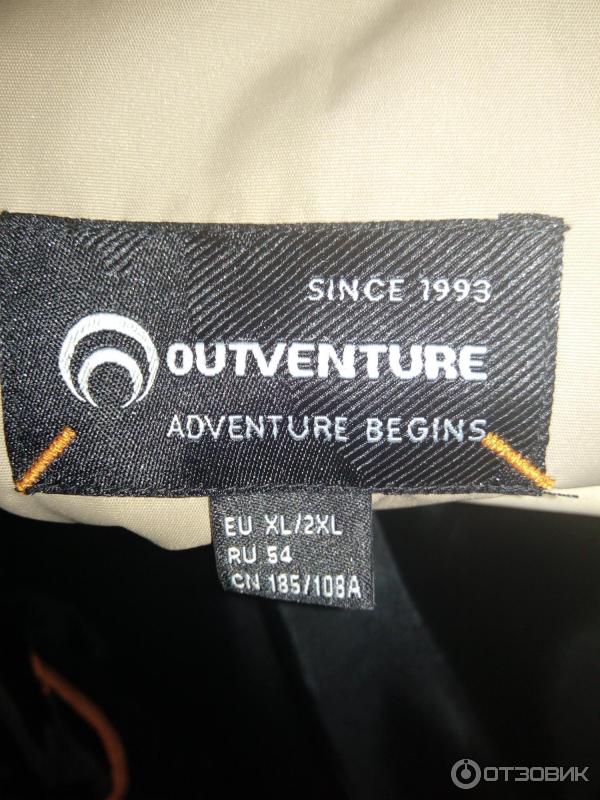 SINCE 1993
OUTVENTURE
ADVENTURE BEGINS
EU XL/2XL
RU 54
CN 185/108A
ОТЗОВИК